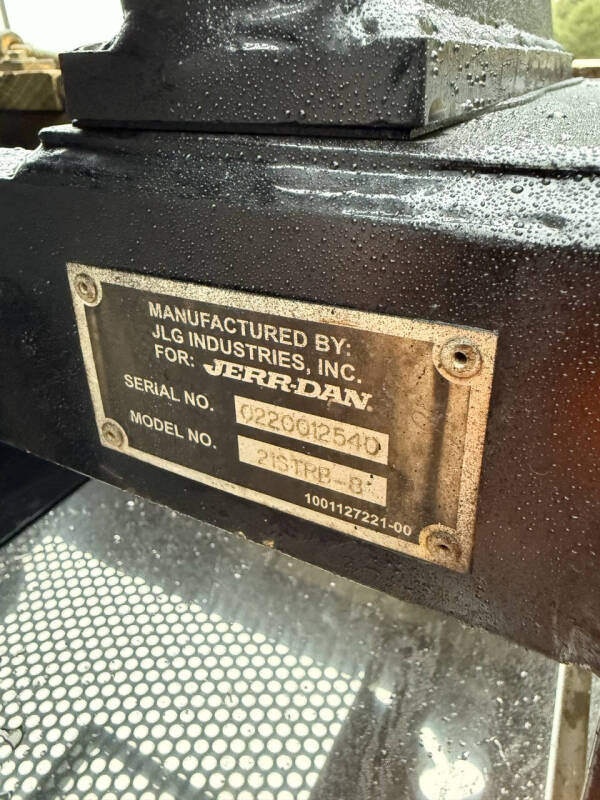 MANUFACTURED BY:
JLG INDUSTRIES, INC.
FOR: JERR-DAN.
SERIAL NO. 0220012540
MODEL NO. 21STRB-8
1001127221-00